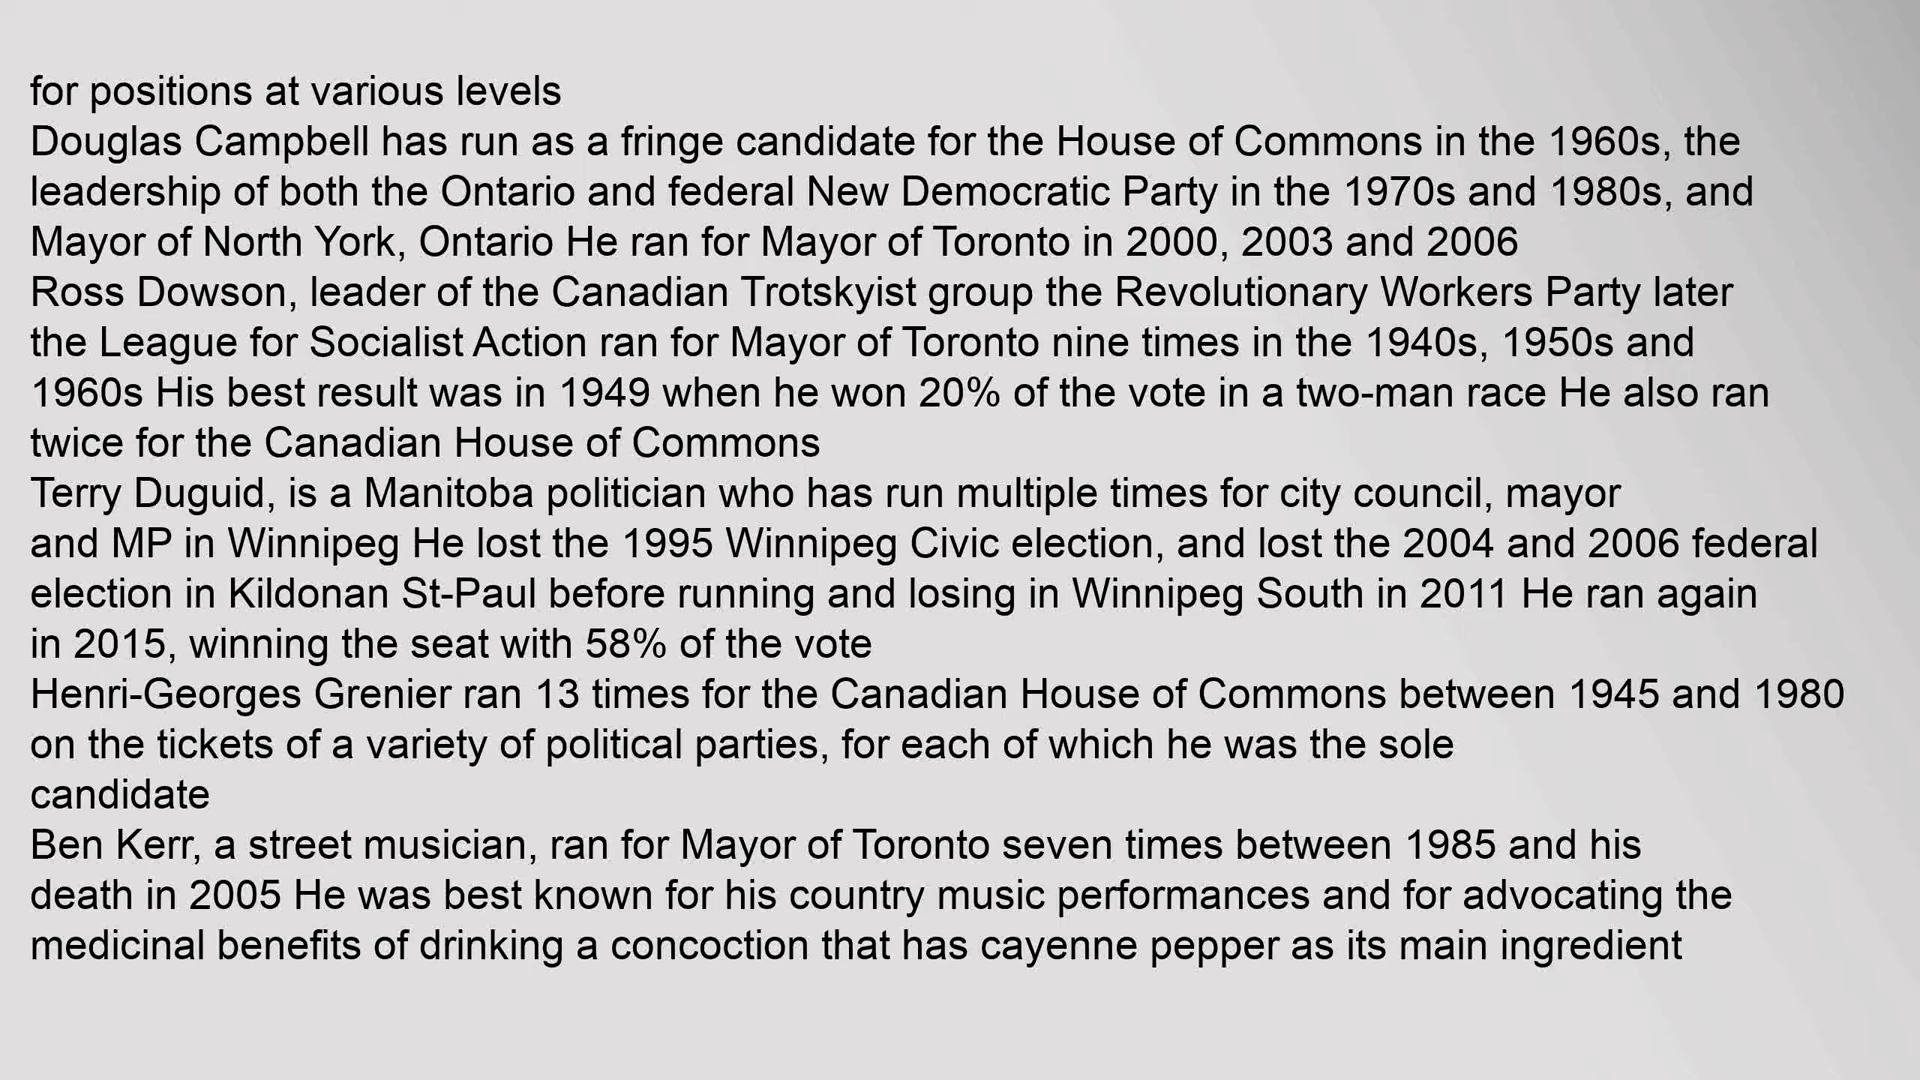 for positions at various levels
Douglas Campbell has run as a fringe candidate for the House of Commons in the 1960s, the
leadership of both the Ontario and federal New Democratic Party in the 1970s and 1980s, and
Mayor of North York, Ontario He ran for Mayor of Toronto in 2000, 2003 and 2006
Ross Dowson, leader of the Canadian Trotskyist group the Revolutionary Workers Party later
the League for Socialist Action ran for Mayor of Toronto nine times in the 1940s, 1950s and
1960s His best result was in 1949 when he won 20% of the vote in a two-man race He also ran
twice for the Canadian House of Commons
Terry Duguid, is a Manitoba politician who has run multiple times for city council, mayor
and MP in Winnipeg He lost the 1995 Winnipeg Civic election, and lost the 2004 and 2006 federal
election in Kildonan St-Paul before running and losing in Winnipeg South in 2011 He ran again
in 2015, winning the seat with 58% of the vote
Henri-Georges Grenier ran 13 times for the Canadian House of Commons between 1945 and 1980
on the tickets of a variety of political parties, for each of which he was the sole
candidate
Ben Kerr, a street musician, ran for Mayor of Toronto seven times between 1985 and his
death in 2005 He was best known for his country music performances and for advocating the
medicinal benefits of drinking a concoction that has cayenne pepper as its main ingredient